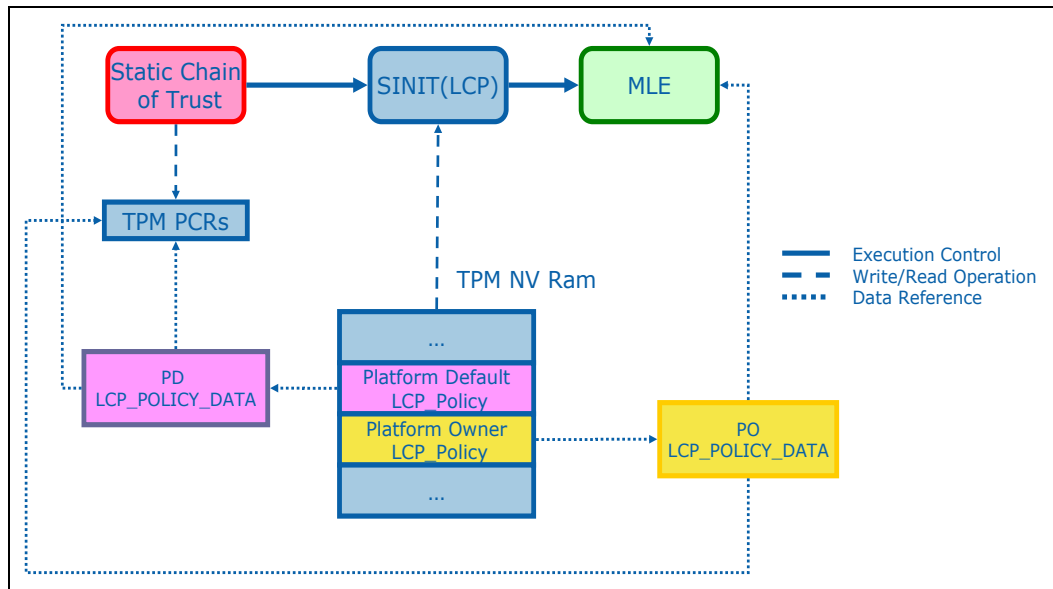 Static Chain
of Trust
SINIT(LCP)
MLE
TPM PCRs
Execution Control
Write/Read Operation
Data Reference
TPM NV Ram
...
PD
LCP_POLICY_DATA
Platform Default
LCP_Policy
Platform Owner
LCP_Policy
PO
LCP_POLICY_DATA
...